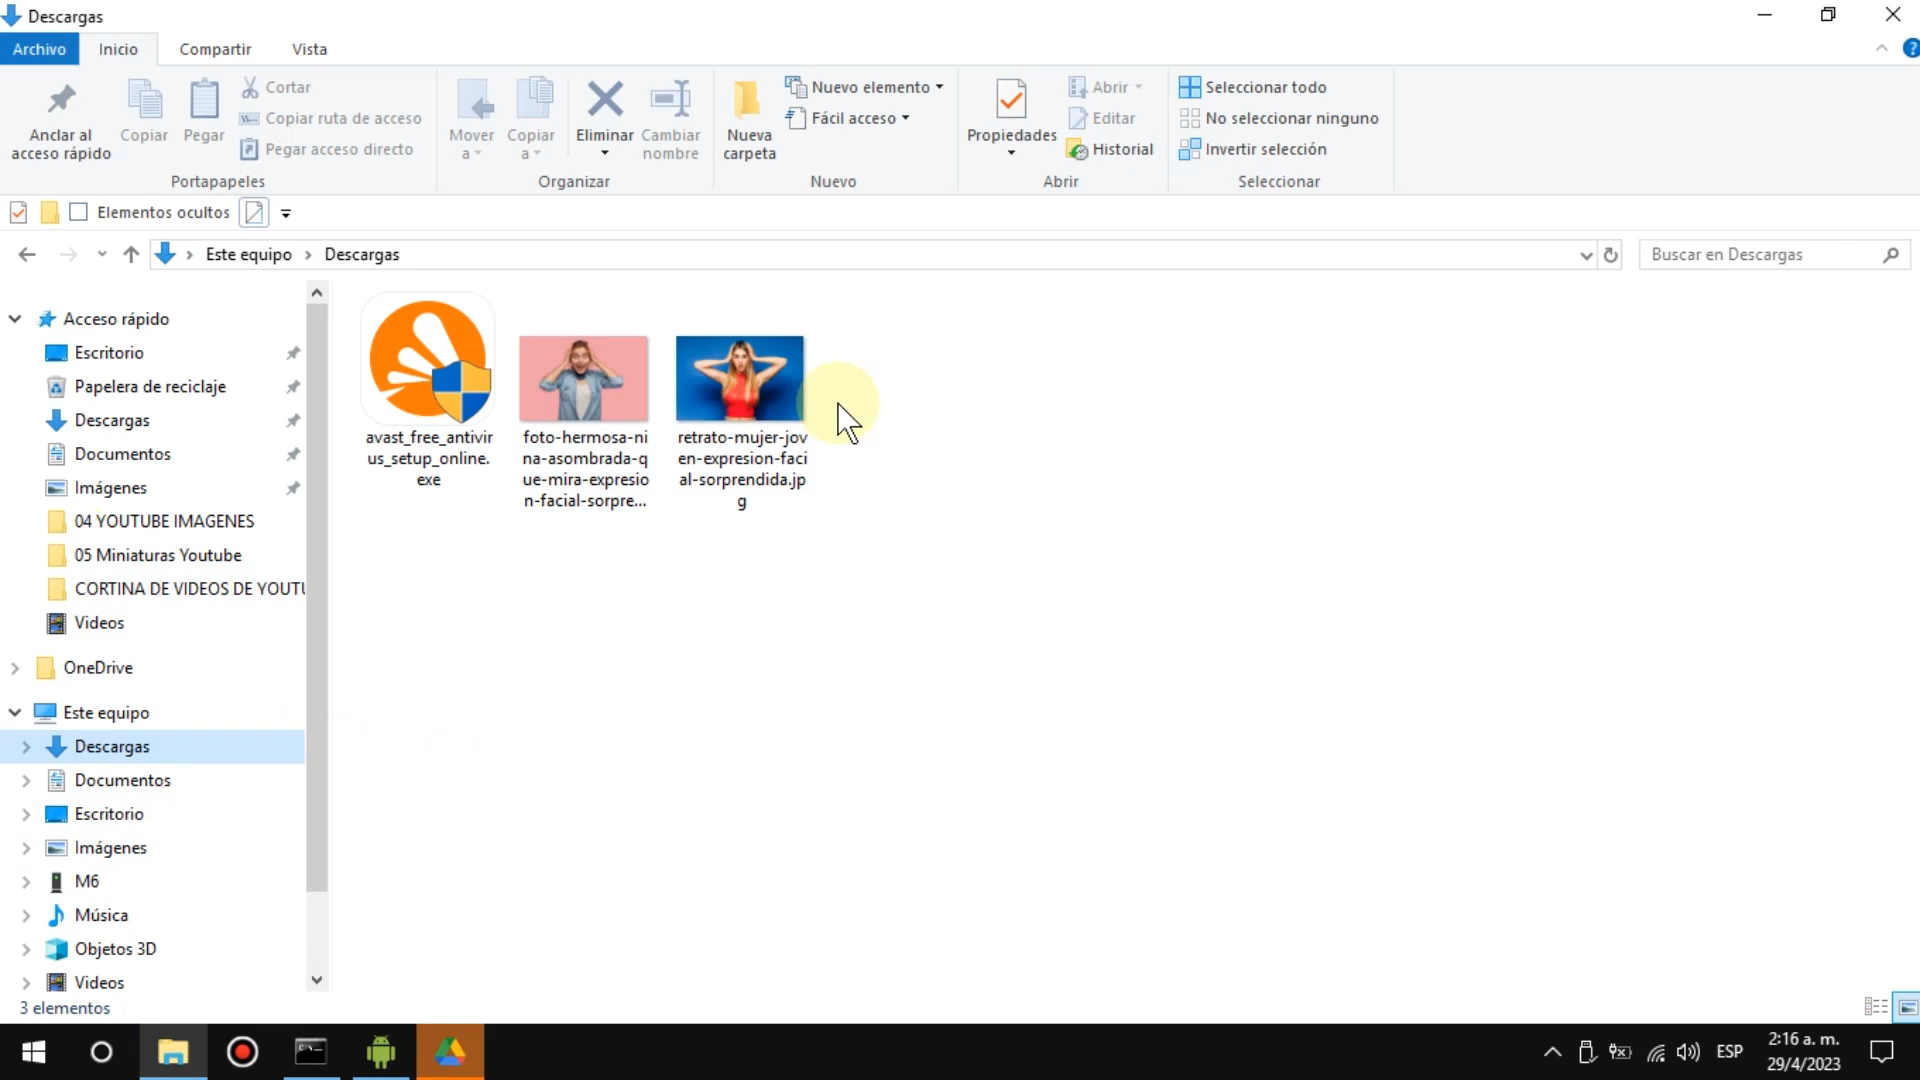 Descargas
Archivo
Inicio
Compartir
Vista
Anclar al
acceso rápido
Copiar
Pegar
Cortar
Copiar ruta de acceso
Pegar acceso directo
Portapapeles
Mover
a
Copiar
a
Eliminar
Cambiar
nombre
Organizar
Nueva
carpeta
Nuevo elemento
Fácil acceso
Nuevo
Propiedades
Abrir
Editar
Historial
Abrir
Seleccionar todo
No seleccionar ninguno
Invertir selección
Seleccionar
Elementos ocultos
Este equipo > Descargas
Buscar en Descargas
Acceso rápido
Escritorio
Papelera de reciclaje
Descargas
Documentos
Imágenes
04 YOUTUBE IMAGENES
05 Miniaturas Youtube
CORTINA DE VIDEOS DE YOUTU
Videos
OneDrive
Este equipo
Descargas
Documentos
Escritorio
Imágenes
M6
Música
Objetos 3D
Videos
avast_free_antivir
us_setup_online.
exe
foto-hermosa-ni
na-asombrada-q
ue-mira-expresio
n-facial-sorpre...
retrato-mujer-jov
en-expresion-faci
al-sorprendida.jp
g
3 elementos
ESP
2:16 a. m.
29/4/2023